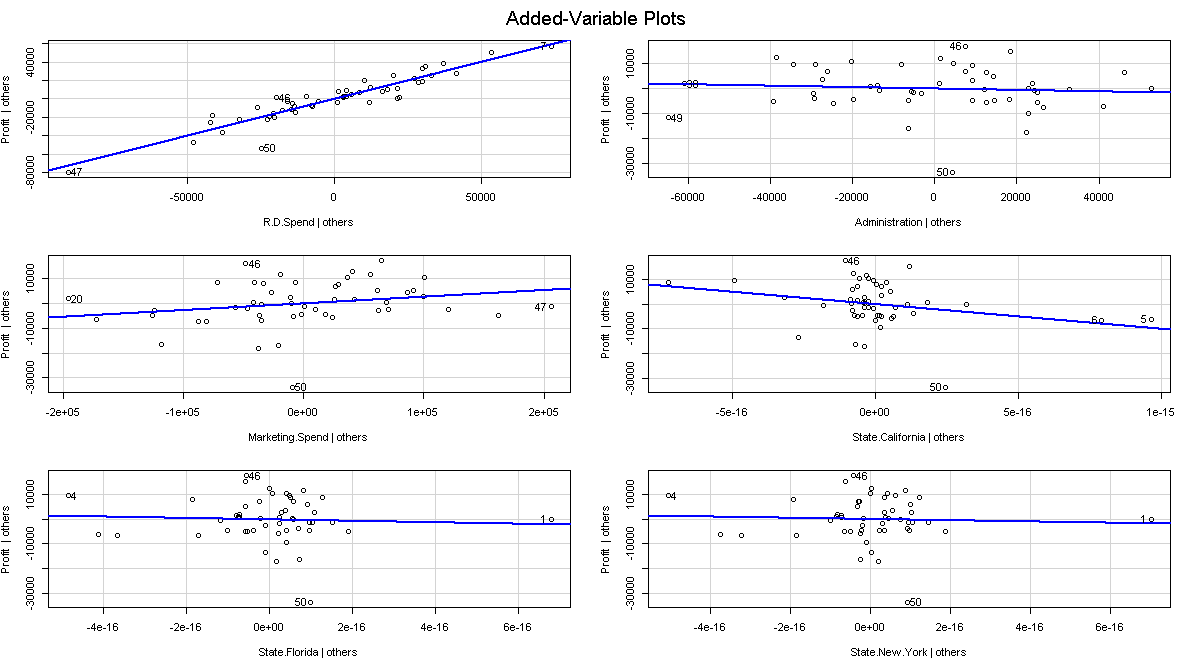 Added-Variable Plots
Profit | others
-80000 -20000 40000
7
46
50
47
-50000 0 50000
R.D.Spend | others
Profit | others
-30000 -10000 10000
46
38
49
50
-60000 -40000 -20000 0 20000 40000
Administration | others
Profit | others
-30000 -10000 10000
46
20
47
50
-2e+05 -1e+05 0e+00 1e+05 2e+05
Marketing.Spend | others
Profit | others
-30000 -10000 10000
46
6
5
50
-5e-16 0e+00 5e-16 1e-15
State.California | others
Profit | others
-30000 -10000 10000
46
4
1
50
-4e-16 -2e-16 0e+00 2e-16 4e-16 6e-16
State.Florida | others
Profit | others
-30000 -10000 10000
46
4
1
50
-4e-16 -2e-16 0e+00 2e-16 4e-16 6e-16
State.New.York | others